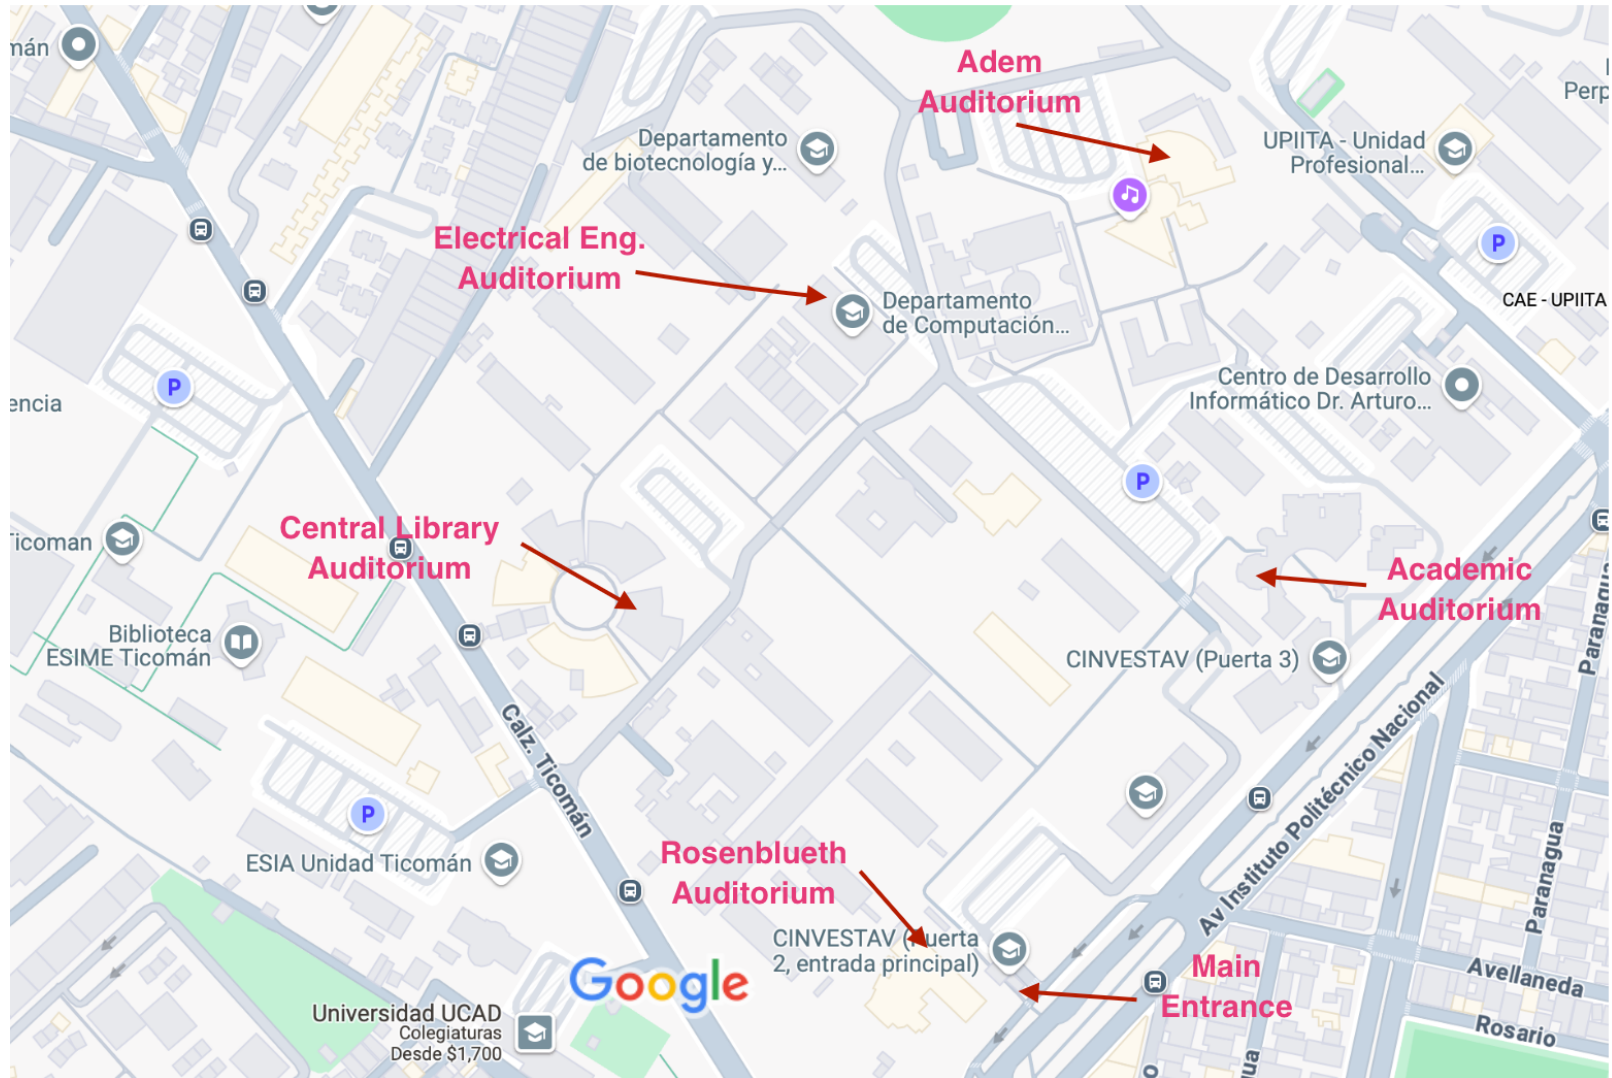 mán
Adem
Auditorium
Perp
Departamento
de biotecnología y...
UPIITA - Unidad
Profesional...
P
Electrical Eng.
Auditorium
CAE - UPIITA
Departamento
de Computación...
P
encia
Centro de Desarrollo
Informático Dr. Arturo...
P
Central Library
Auditorium
Ticoman
Academic
Auditorium
Paranagua
Biblioteca
ESIME Ticomán
CINVESTAV (Puerta 3)
Calz. Ticomán
Av Instituto Politécnico Nacional
P
ESIA Unidad Ticomán
Rosenblueth
Auditorium
Paranagua
CINVESTAV (Puerta
2, entrada principal)
Main
Entrance
Avellaneda
Google
Universidad UCAD
Colegiaturas
Desde $1,700
Rosario
gua